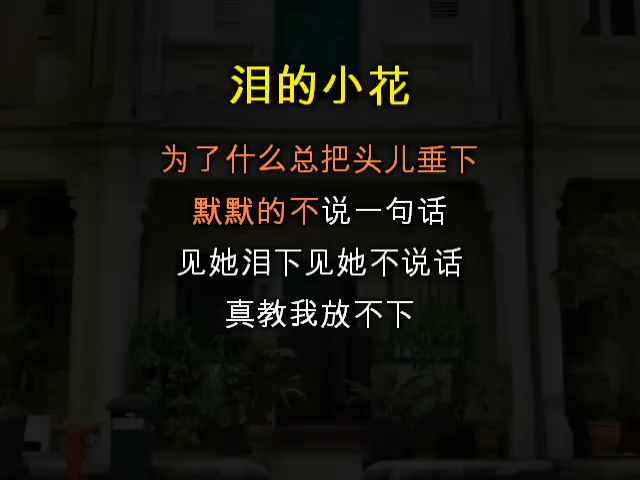 泪的小花
为了什么总把头儿垂下
默默的不说一句话
见她泪下见她不说话
真教我放不下